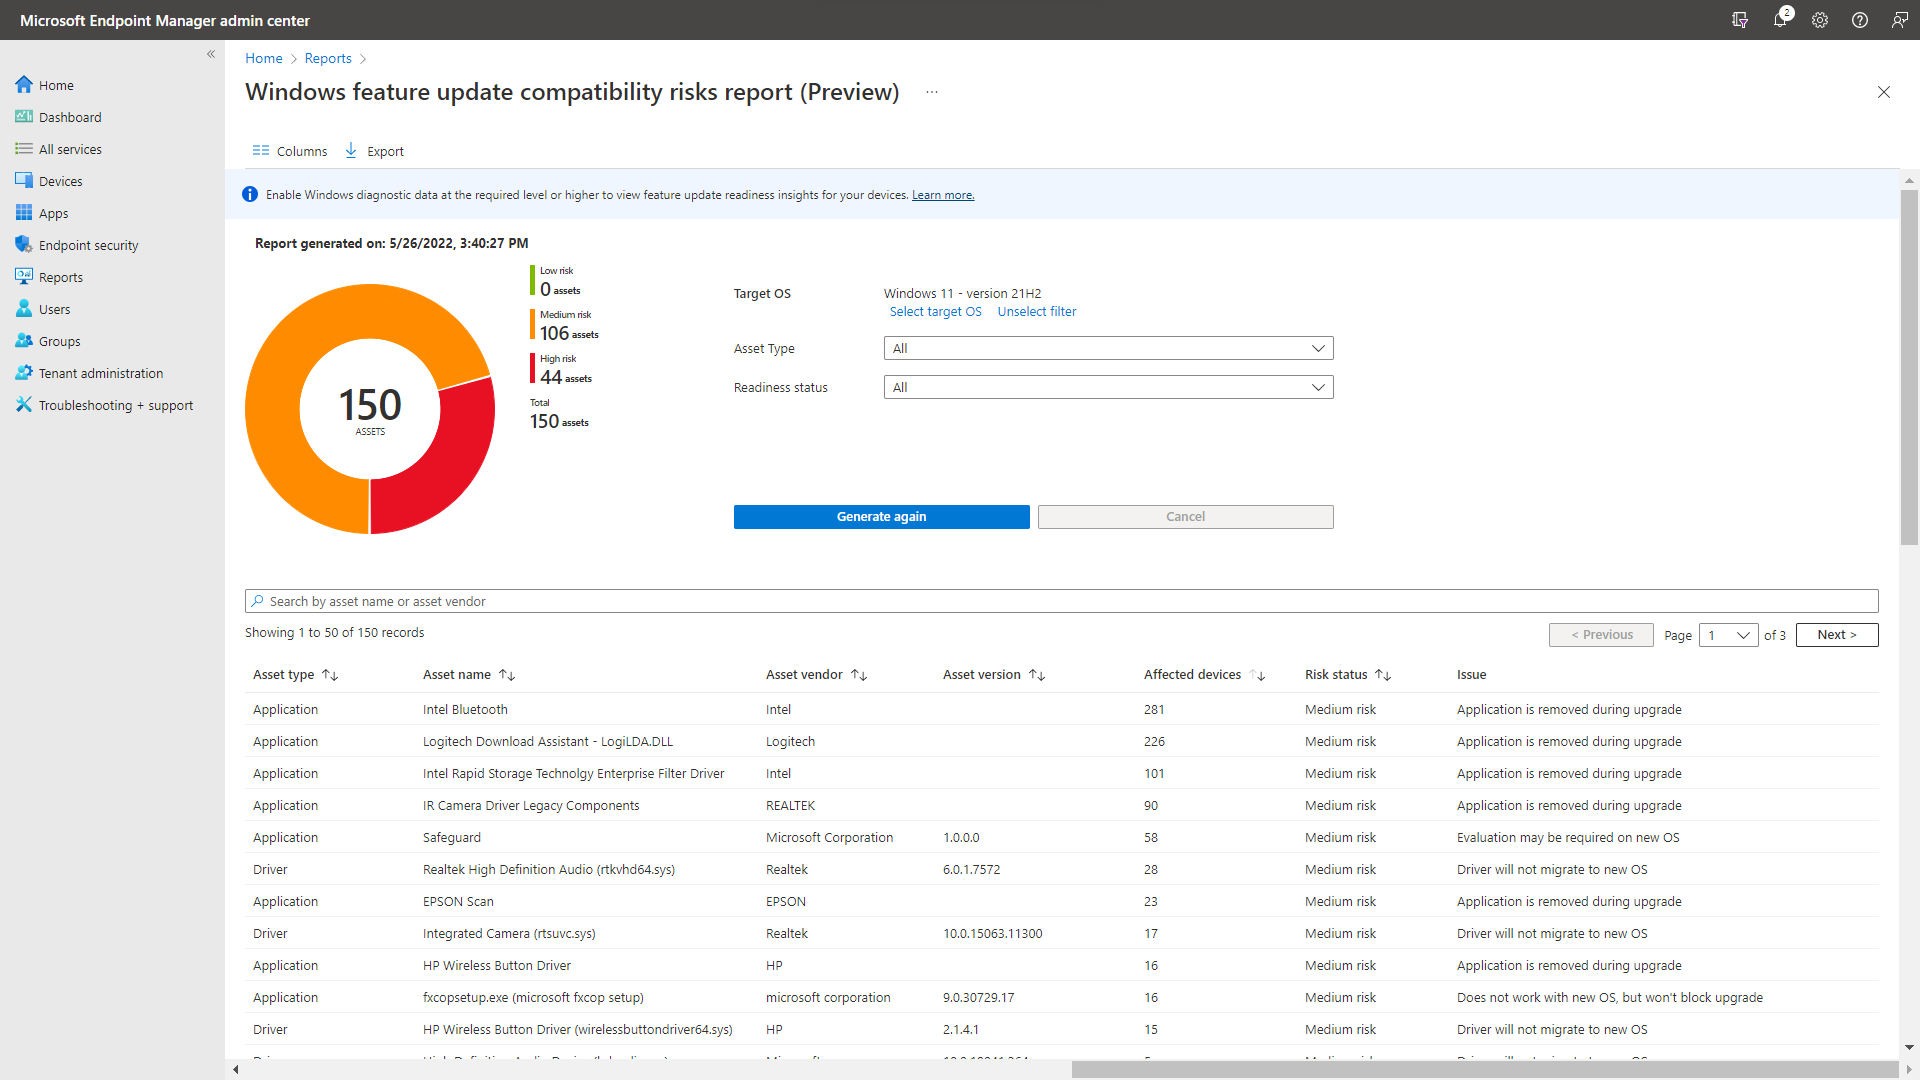 Microsoft Endpoint Manager admin center
2
«
Home
Dashboard
All services
Devices
Apps
Endpoint security
Reports
Users
Groups
Tenant administration
Troubleshooting + support
Home > Reports >
Windows feature update compatibility risks report (Preview) ...
Columns Export
Enable Windows diagnostic data at the required level or higher to view feature update readiness insights for your devices. Learn more.
Report generated on: 5/26/2022, 3:40:27 PM
150
ASSETS
Low risk
0 assets
Medium risk
106 assets
High risk
44 assets
Total
150 assets
Target OS Windows 11 - version 21H2
Select target OS Unselect filter
Asset Type All
Readiness status All
Generate again Cancel
Search by asset name or asset vendor
Showing 1 to 50 of 150 records
< Previous Page 1 of 3 Next >
Asset type ↑↓ Asset name ↑↓ Asset vendor ↑↓ Asset version ↑↓ Affected devices ↑↓ Risk status ↑↓ Issue
Application Intel Bluetooth Intel 281 Medium risk Application is removed during upgrade
Application Logitech Download Assistant - LogiLDA.DLL Logitech 226 Medium risk Application is removed during upgrade
Application Intel Rapid Storage Technolgy Enterprise Filter Driver Intel 101 Medium risk Application is removed during upgrade
Application IR Camera Driver Legacy Components REALTEK 90 Medium risk Application is removed during upgrade
Application Safeguard Microsoft Corporation 1.0.0.0 58 Medium risk Evaluation may be required on new OS
Driver Realtek High Definition Audio (rtkvhd64.sys) Realtek 6.0.1.7572 28 Medium risk Driver will not migrate to new OS
Application EPSON Scan EPSON 23 Medium risk Application is removed during upgrade
Driver Integrated Camera (rtsuvc.sys) Realtek 10.0.15063.11300 17 Medium risk Driver will not migrate to new OS
Application HP Wireless Button Driver HP 16 Medium risk Application is removed during upgrade
Application fxcopsetup.exe (microsoft fxcop setup) microsoft corporation 9.0.30729.17 16 Medium risk Does not work with new OS, but won't block upgrade
Driver HP Wireless Button Driver (wirelessbuttondriver64.sys) HP 2.1.4.1 15 Medium risk Driver will not migrate to new OS